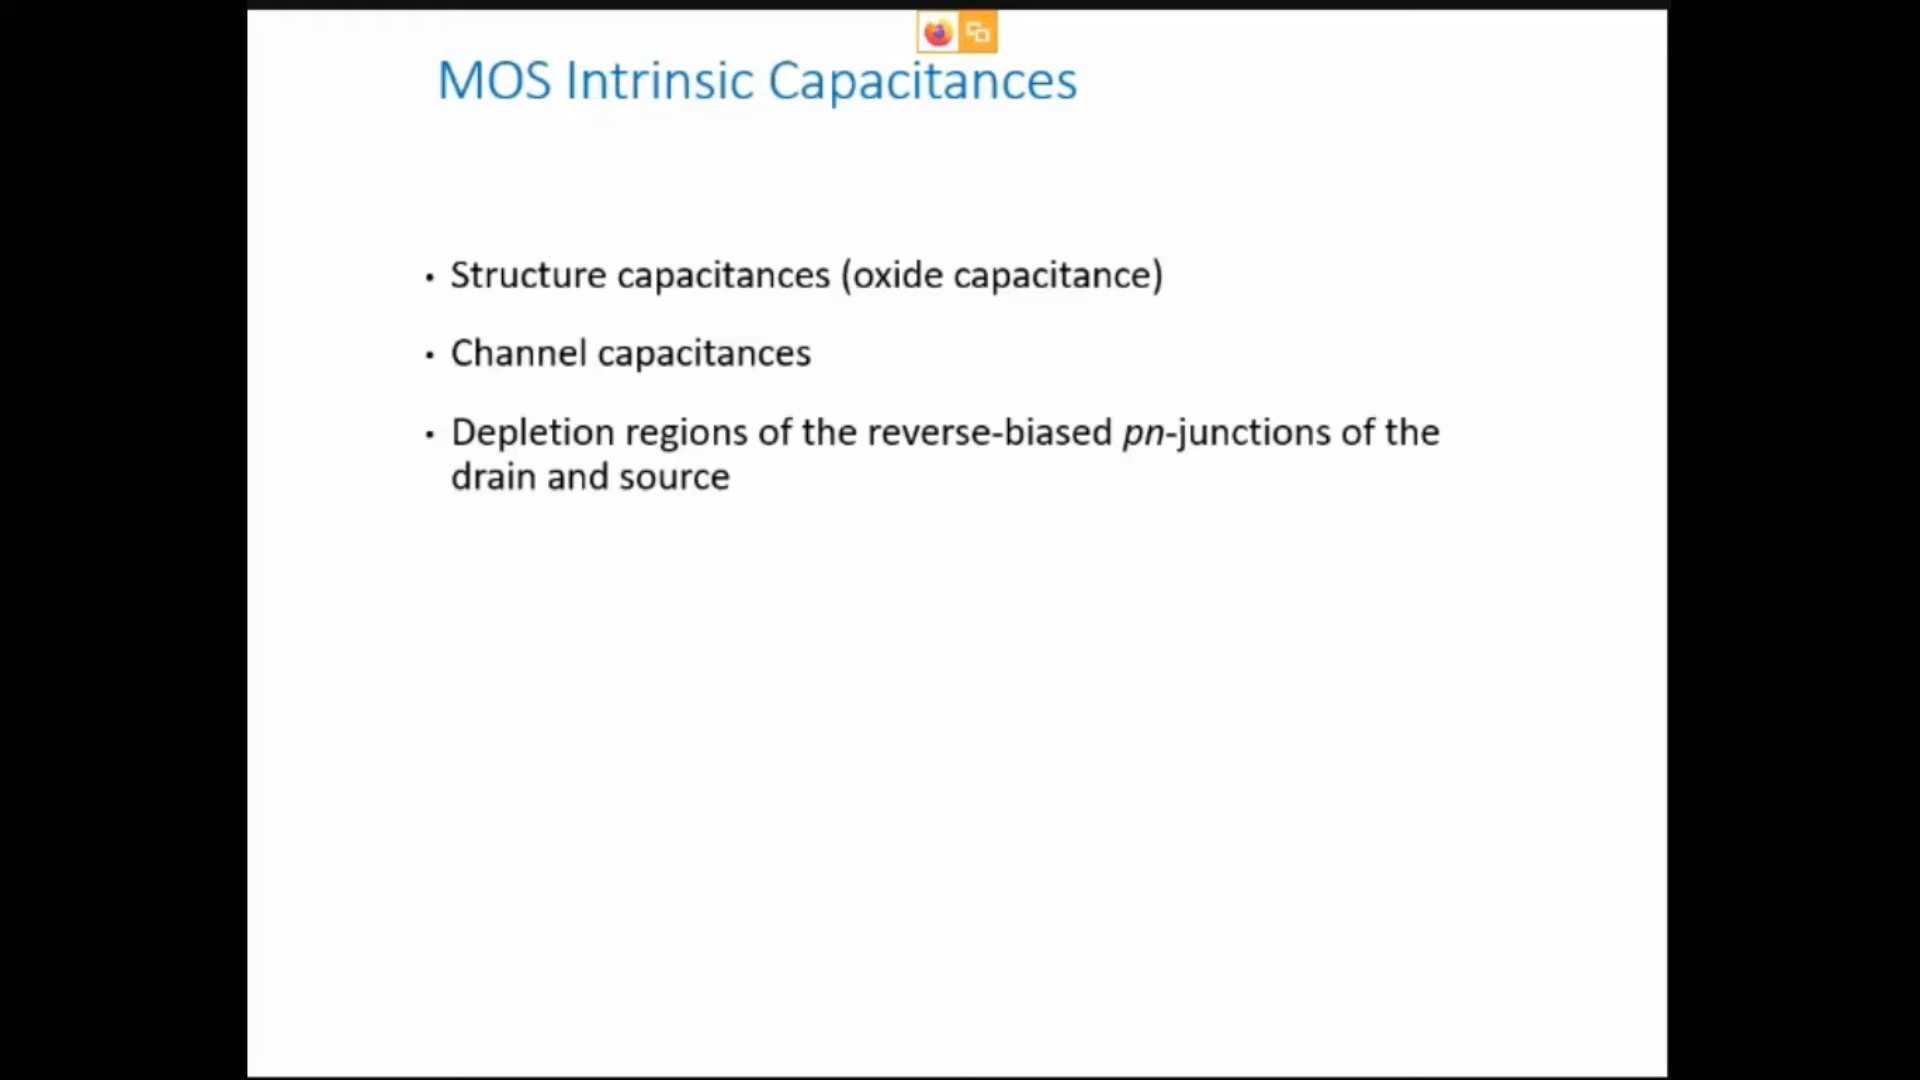 MOS Intrinsic Capacitances
• Structure capacitances (oxide capacitance)
• Channel capacitances
• Depletion regions of the reverse-biased pn-junctions of the
drain and source